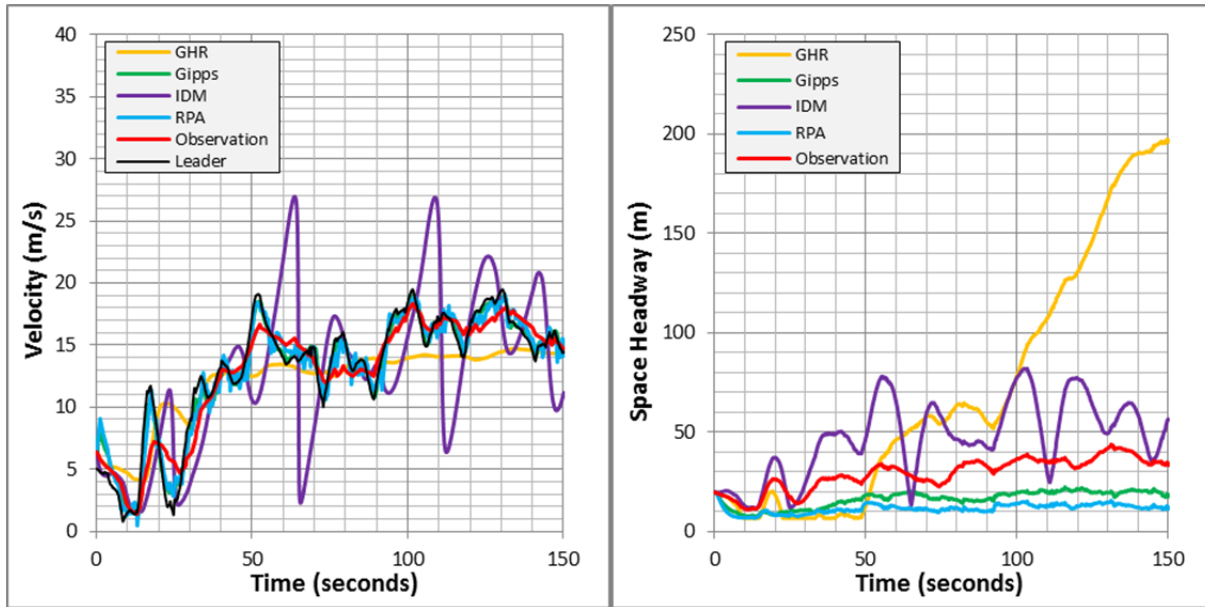 40
35
30
25
20
15
10
5
0
Velocity (m/s)
GHR
Gipps
IDM
RPA
Observation
Leader
0 50 100 150
Time (seconds)
250
200
150
100
50
0
Space Headway (m)
GHR
Gipps
IDM
RPA
Observation
0 50 100 150
Time (seconds)